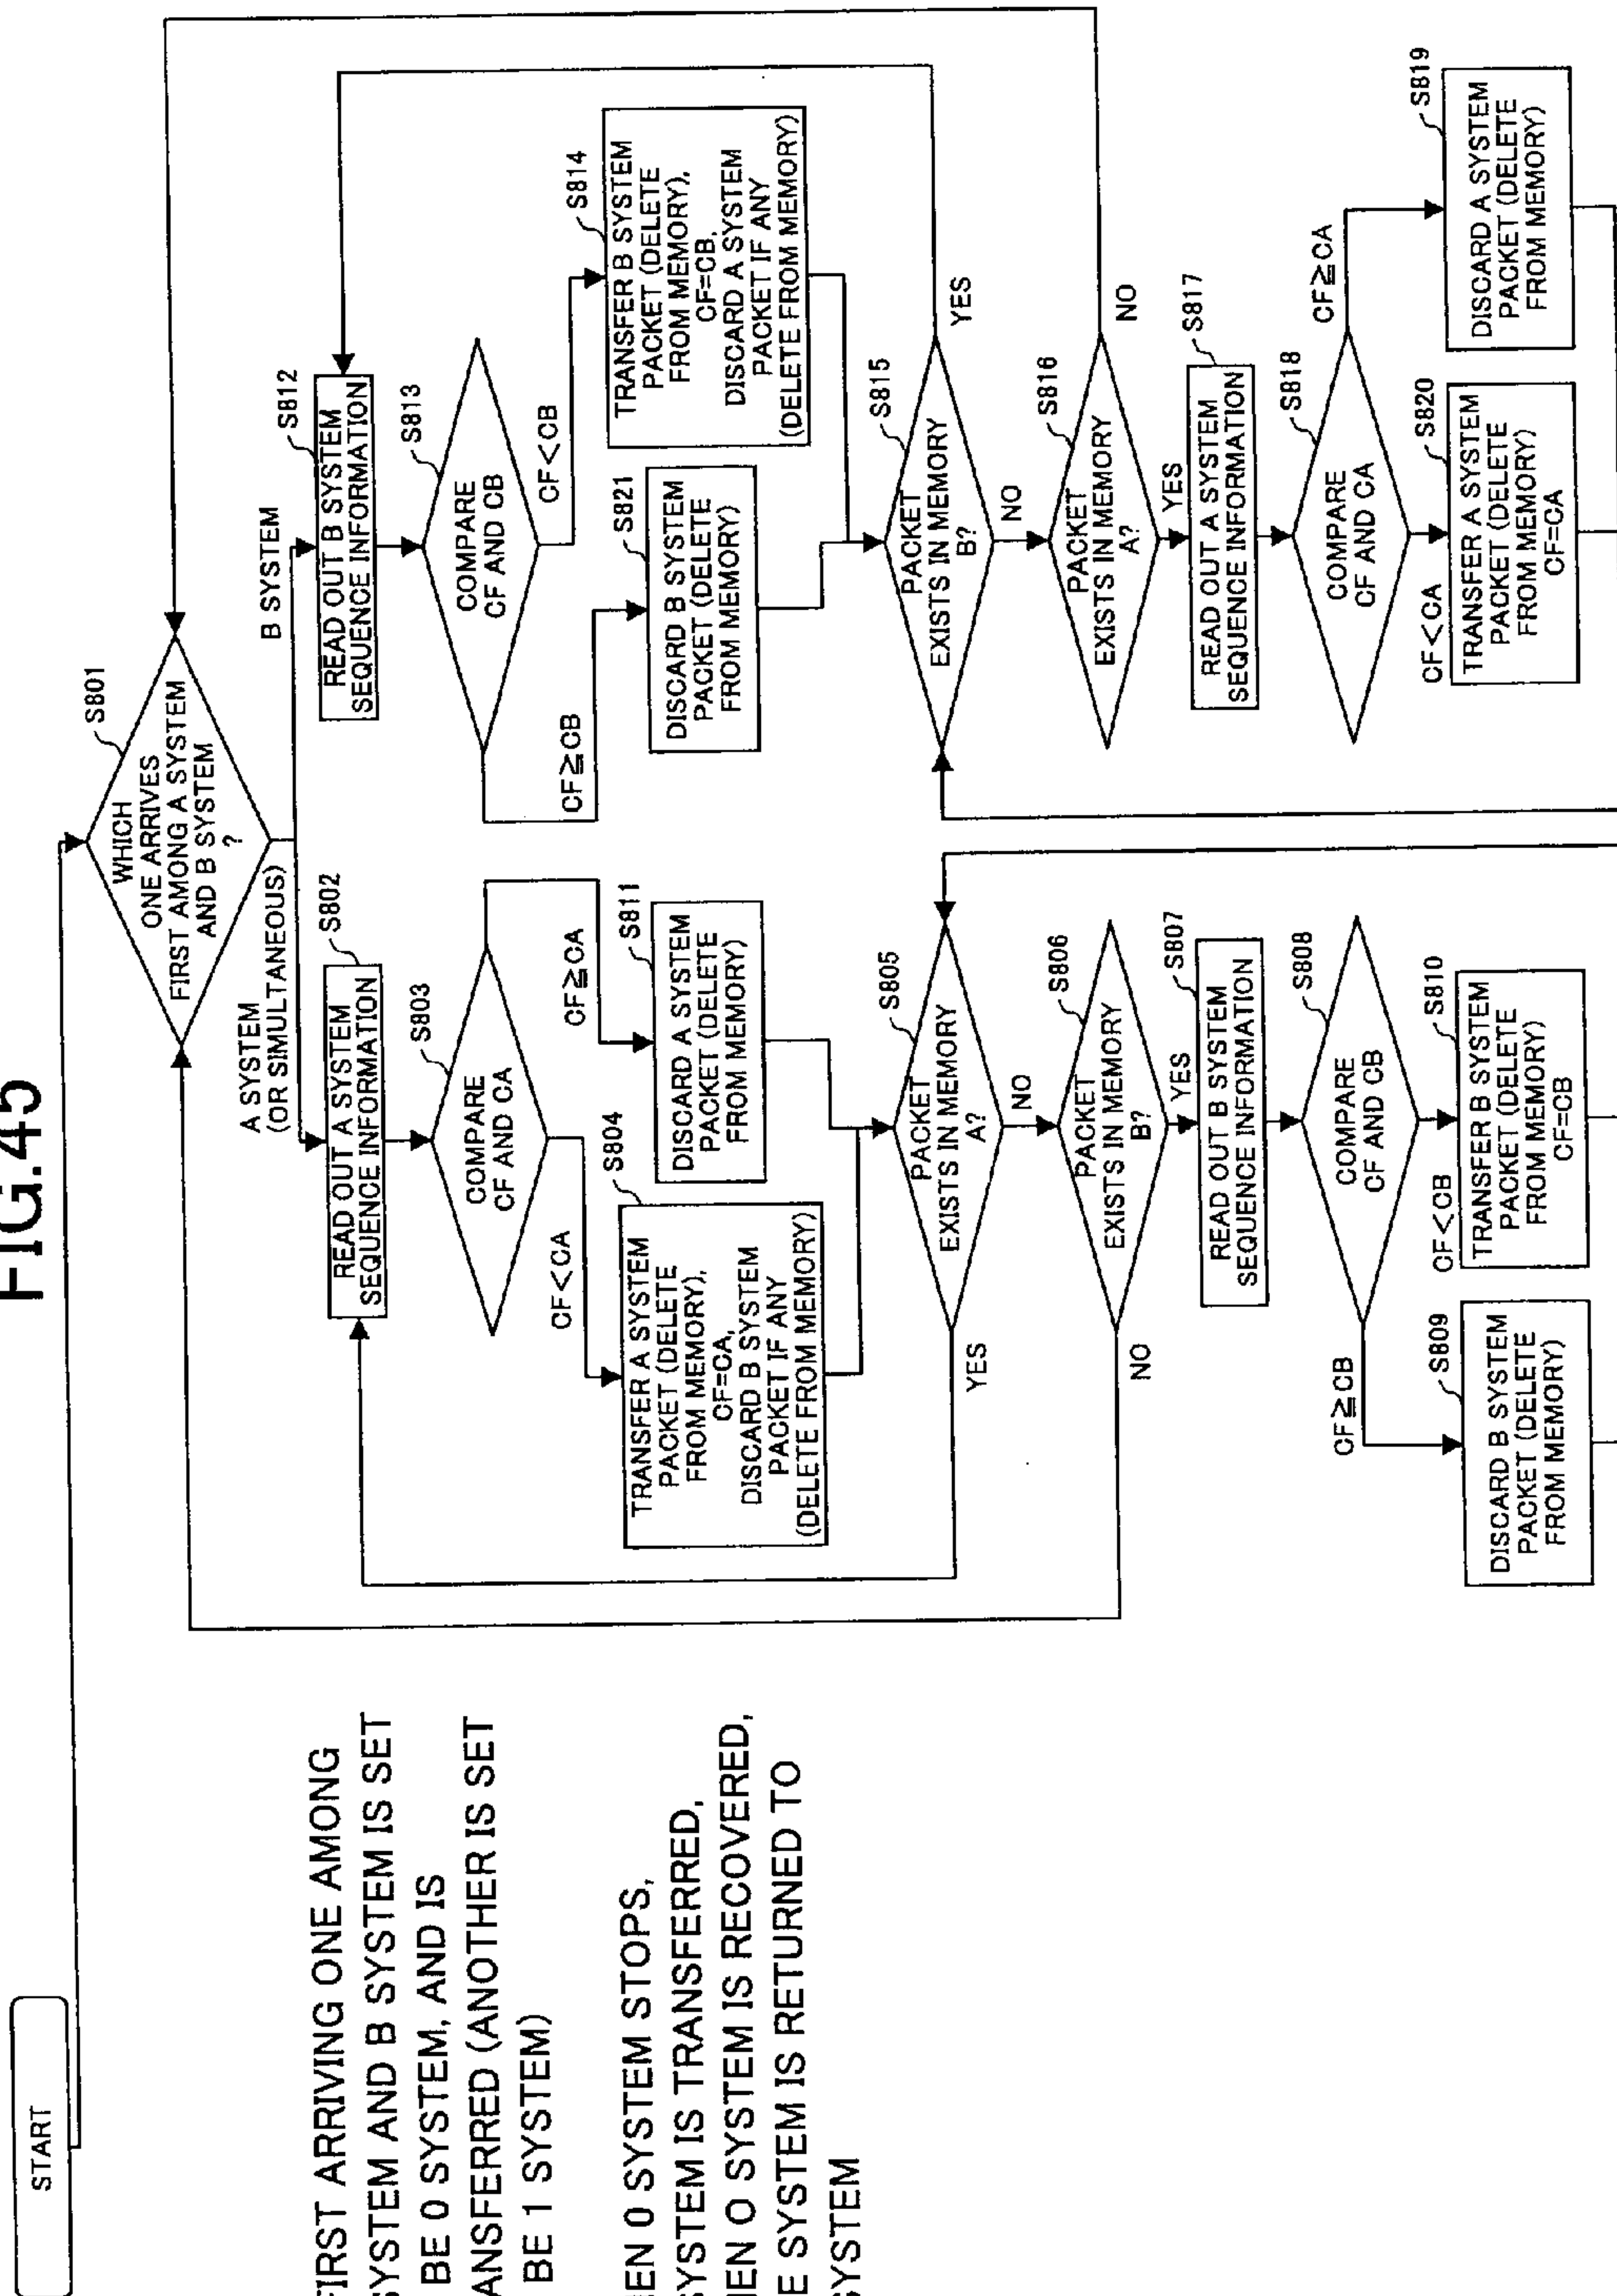 FIG.45
START
FIRST ARRIVING ONE AMONG
SYSTEM AND B SYSTEM IS SET
BE 0 SYSTEM, AND IS
ANSFERRED (ANOTHER IS SET
BE 1 SYSTEM)
EN 0 SYSTEM STOPS,
SYSTEM IS TRANSFERRED,
EN O SYSTEM IS RECOVERED,
E SYSTEM IS RETURNED TO
SYSTEM
WHICH
ONE ARRIVES
FIRST AMONG A SYSTEM
AND B SYSTEM
?
S801
A SYSTEM
(OR SIMULTANEOUS)
S802
READ OUT A SYSTEM
SEQUENCE INFORMATION
S803
COMPARE
CF AND CA
CF<CA
S804
TRANSFER A SYSTEM
PACKET (DELETE
FROM MEMORY),
CF=CA,
DISCARD B SYSTEM
PACKET IF ANY
(DELETE FROM MEMORY)
CF≧CA
S811
DISCARD A SYSTEM
PACKET (DELETE
FROM MEMORY)
S805
PACKET
EXISTS IN MEMORY
A?
YES
NO
S806
PACKET
EXISTS IN MEMORY
B?
NO
YES
S807
READ OUT B SYSTEM
SEQUENCE INFORMATION
S808
COMPARE
CF AND CB
CF≧CB
S809
DISCARD B SYSTEM
PACKET (DELETE
FROM MEMORY)
CF<CB
S810
TRANSFER B SYSTEM
PACKET (DELETE
FROM MEMORY)
CF=CB
B SYSTEM
S812
READ OUT B SYSTEM
SEQUENCE INFORMATION
S813
COMPARE
CF AND CB
CF≧CB
S821
DISCARD B SYSTEM
PACKET (DELETE
FROM MEMORY)
CF<CB
S814
TRANSFER B SYSTEM
PACKET (DELETE
FROM MEMORY),
CF=CB,
DISCARD A SYSTEM
PACKET IF ANY
(DELETE FROM MEMORY)
S815
PACKET
EXISTS IN MEMORY
B?
YES
NO
S816
PACKET
EXISTS IN MEMORY
A?
NO
YES
S817
READ OUT A SYSTEM
SEQUENCE INFORMATION
S818
COMPARE
CF AND CA
CF<CA
S820
TRANSFER A SYSTEM
PACKET (DELETE
FROM MEMORY)
CF=CA
CF≧CA
S819
DISCARD A SYSTEM
PACKET (DELETE
FROM MEMORY)